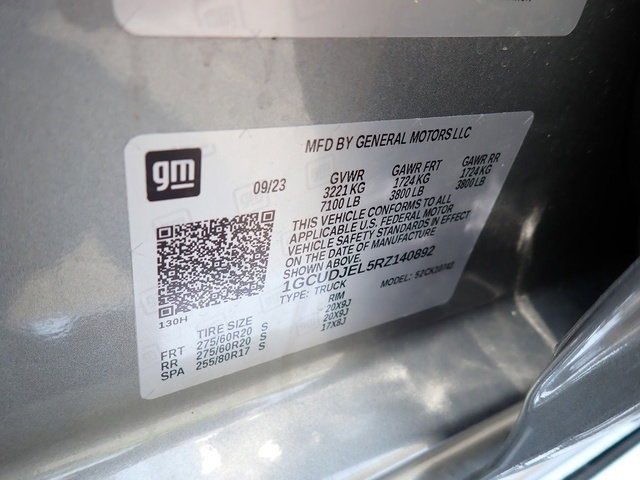 MFD BY GENERAL MOTORS LLC
gm
09/23
GVWR GAWR FRT GAWR RR
3221 KG 1724 KG 1724 KG
7100 LB 3800 LB 3800 LB
THIS VEHICLE CONFORMS TO ALL
APPLICABLE U.S. FEDERAL MOTOR
VEHICLE SAFETY STANDARDS IN EFFECT
ON THE DATE OF MANUFACTURE
SHOWN ABOVE.
1GCUDJEL5RZ140892
TYPE: TRUCK MODEL:
130H
TIRE SIZE RIM
FRT 275/60R20 S 20X9J
RR 275/60R20 S 20X9J
SPA 255/80R17 S 17X8J